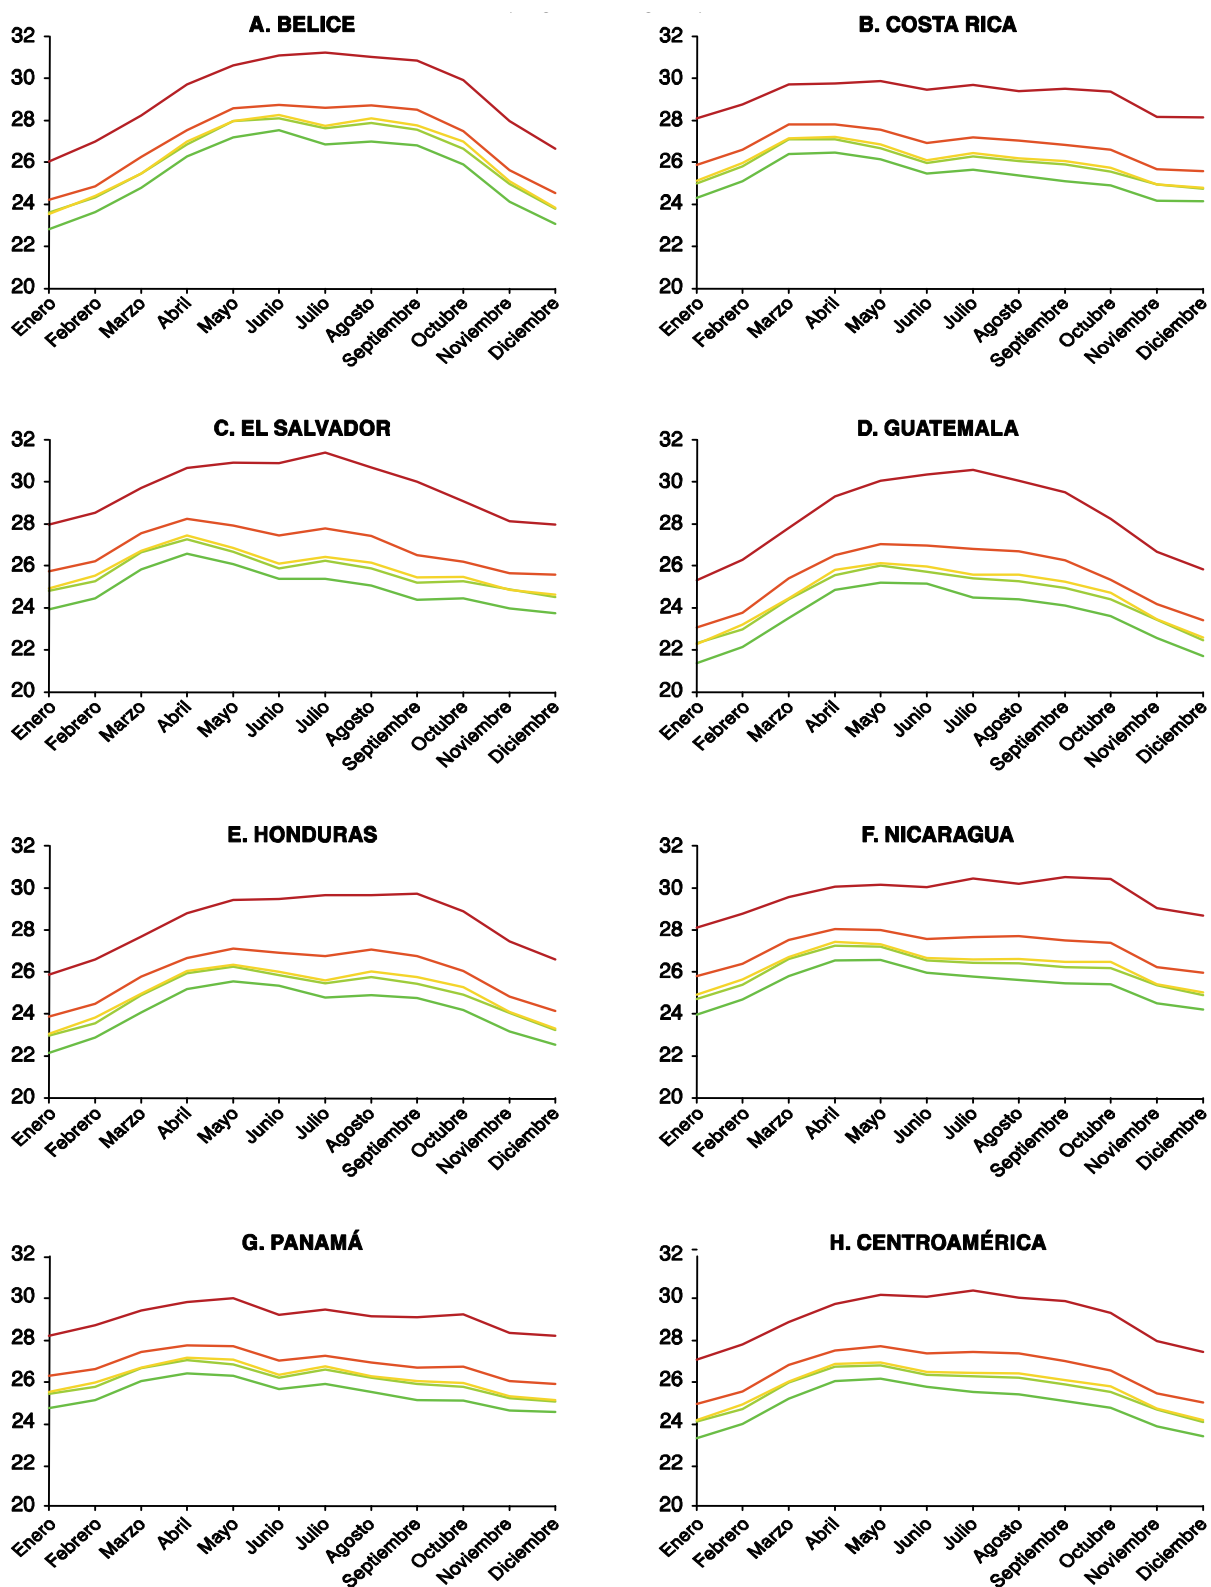 A. BELICE
32
30
28
26
24
22
20
Enero
Febrero
Marzo
Abril
Mayo
Junio
Julio
Agosto
Septiembre
Octubre
Noviembre
Diciembre
B. COSTA RICA
32
30
28
26
24
22
20
Enero
Febrero
Marzo
Abril
Mayo
Junio
Julio
Agosto
Septiembre
Octubre
Noviembre
Diciembre
C. EL SALVADOR
32
30
28
26
24
22
20
Enero
Febrero
Marzo
Abril
Mayo
Junio
Julio
Agosto
Septiembre
Octubre
Noviembre
Diciembre
D. GUATEMALA
32
30
28
26
24
22
20
Enero
Febrero
Marzo
Abril
Mayo
Junio
Julio
Agosto
Septiembre
Octubre
Noviembre
Diciembre
E. HONDURAS
32
30
28
26
24
22
20
Enero
Febrero
Marzo
Abril
Mayo
Junio
Julio
Agosto
Septiembre
Octubre
Noviembre
Diciembre
F. NICARAGUA
32
30
28
26
24
22
20
Enero
Febrero
Marzo
Abril
Mayo
Junio
Julio
Agosto
Septiembre
Octubre
Noviembre
Diciembre
G. PANAMÁ
32
30
28
26
24
22
20
Enero
Febrero
Marzo
Abril
Mayo
Junio
Julio
Agosto
Septiembre
Octubre
Noviembre
Diciembre
H. CENTROAMÉRICA
32
30
28
26
24
22
20
Enero
Febrero
Marzo
Abril
Mayo
Junio
Julio
Agosto
Septiembre
Octubre
Noviembre
Diciembre